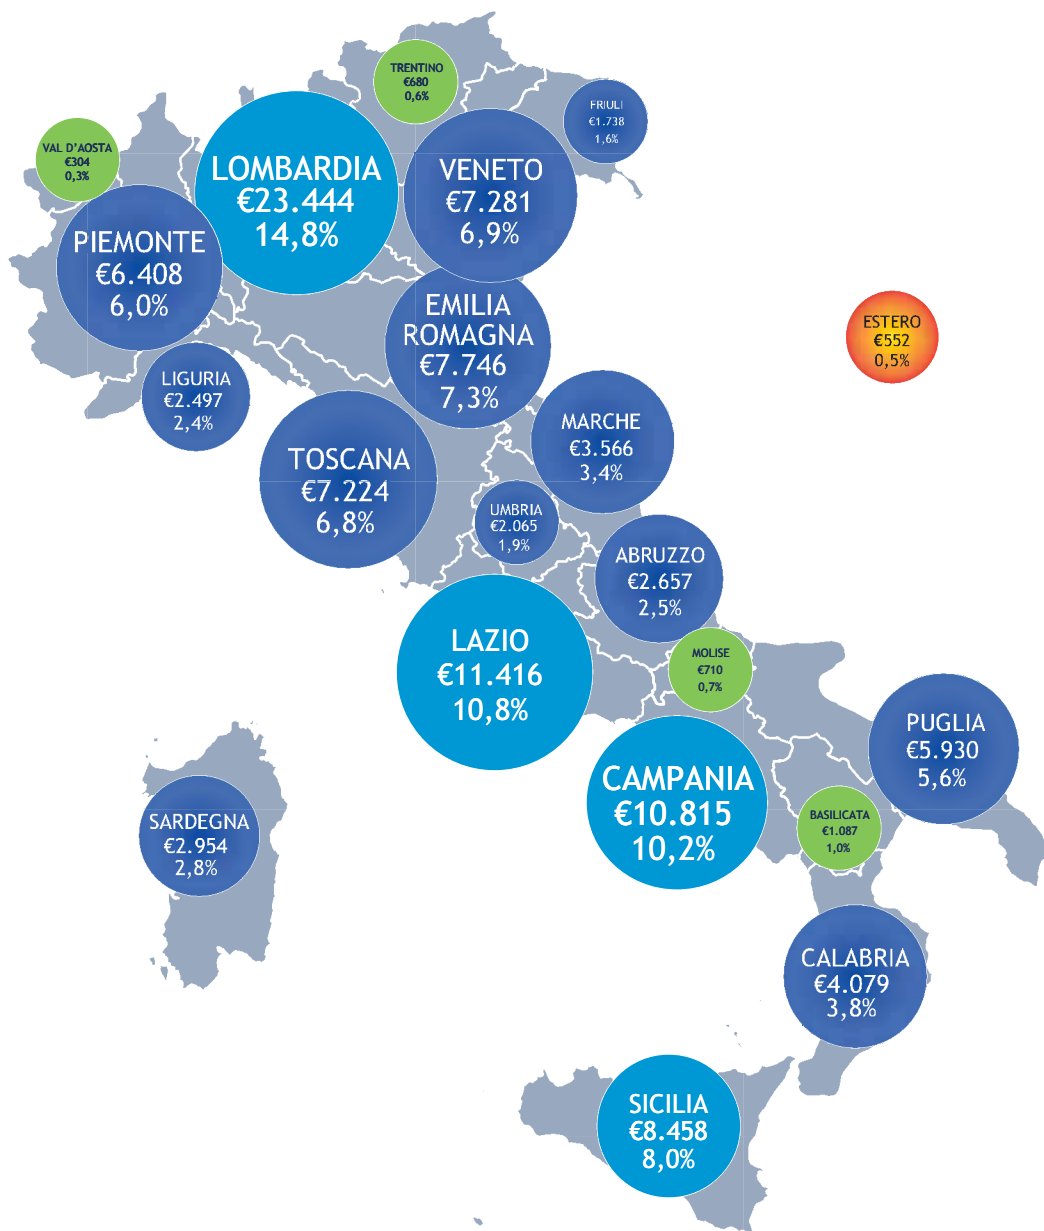 TRENTINO
€680
0,6%
FRIULI
€1.738
1,6%
VAL D'AOSTA
€304
0,3%
LOMBARDIA
€23.444
14,8%
VENETO
€7.281
6,9%
PIEMONTE
€6.408
6,0%
EMILIA
ROMAGNA
€7.746
7,3%
ESTERO
€552
0,5%
LIGURIA
€2.497
2,4%
MARCHE
€3.566
3,4%
TOSCANA
€7.224
6,8%
UMBRIA
€2.065
1,9%
ABRUZZO
€2.657
2,5%
LAZIO
€11.416
10,8%
MOLISE
€710
0,7%
PUGLIA
€5.930
5,6%
CAMPANIA
€10.815
10,2%
BASILICATA
€1.087
1,0%
SARDEGNA
€2.954
2,8%
CALABRIA
€4.079
3,8%
SICILIA
€8.458
8,0%